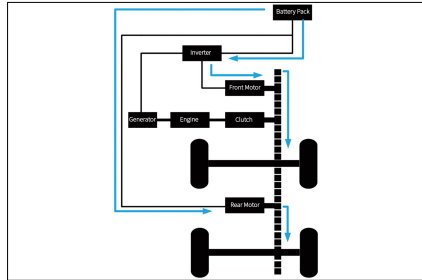 Battery Pack
Inverter
Front Motor
Generator
Engine
Clutch
Rear Motor